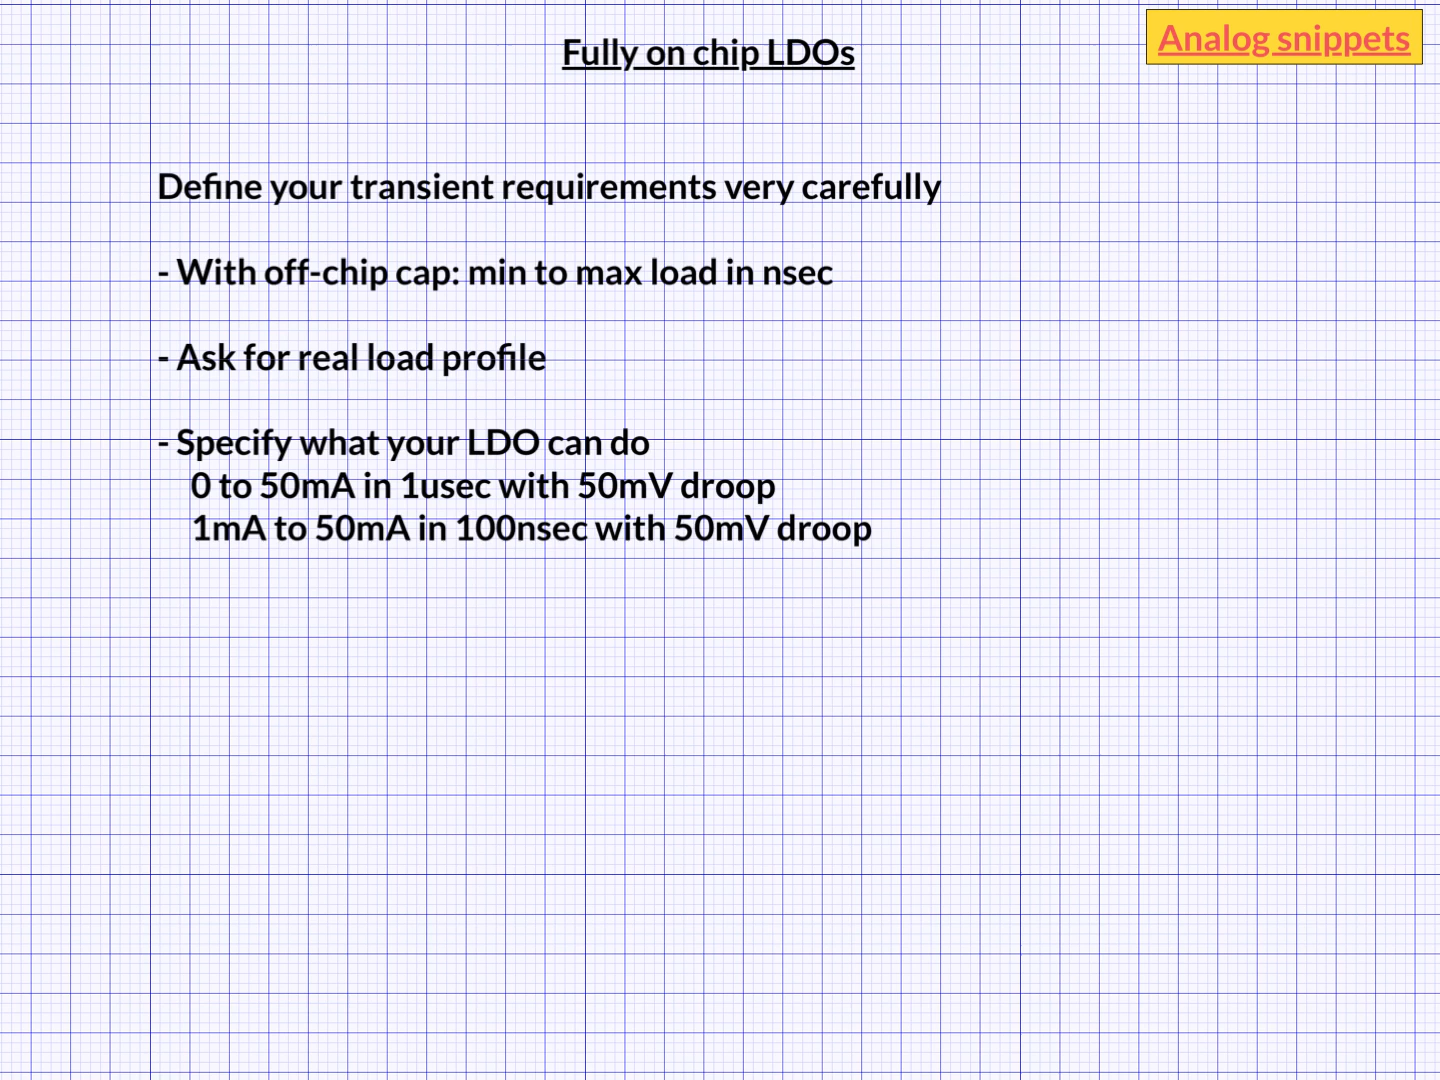 Fully on chip LDOs
Analog snippets
Define your transient requirements very carefully
- With off-chip cap: min to max load in nsec
- Ask for real load profile
- Specify what your LDO can do
0 to 50mA in 1usec with 50mV droop
1mA to 50mA in 100nsec with 50mV droop